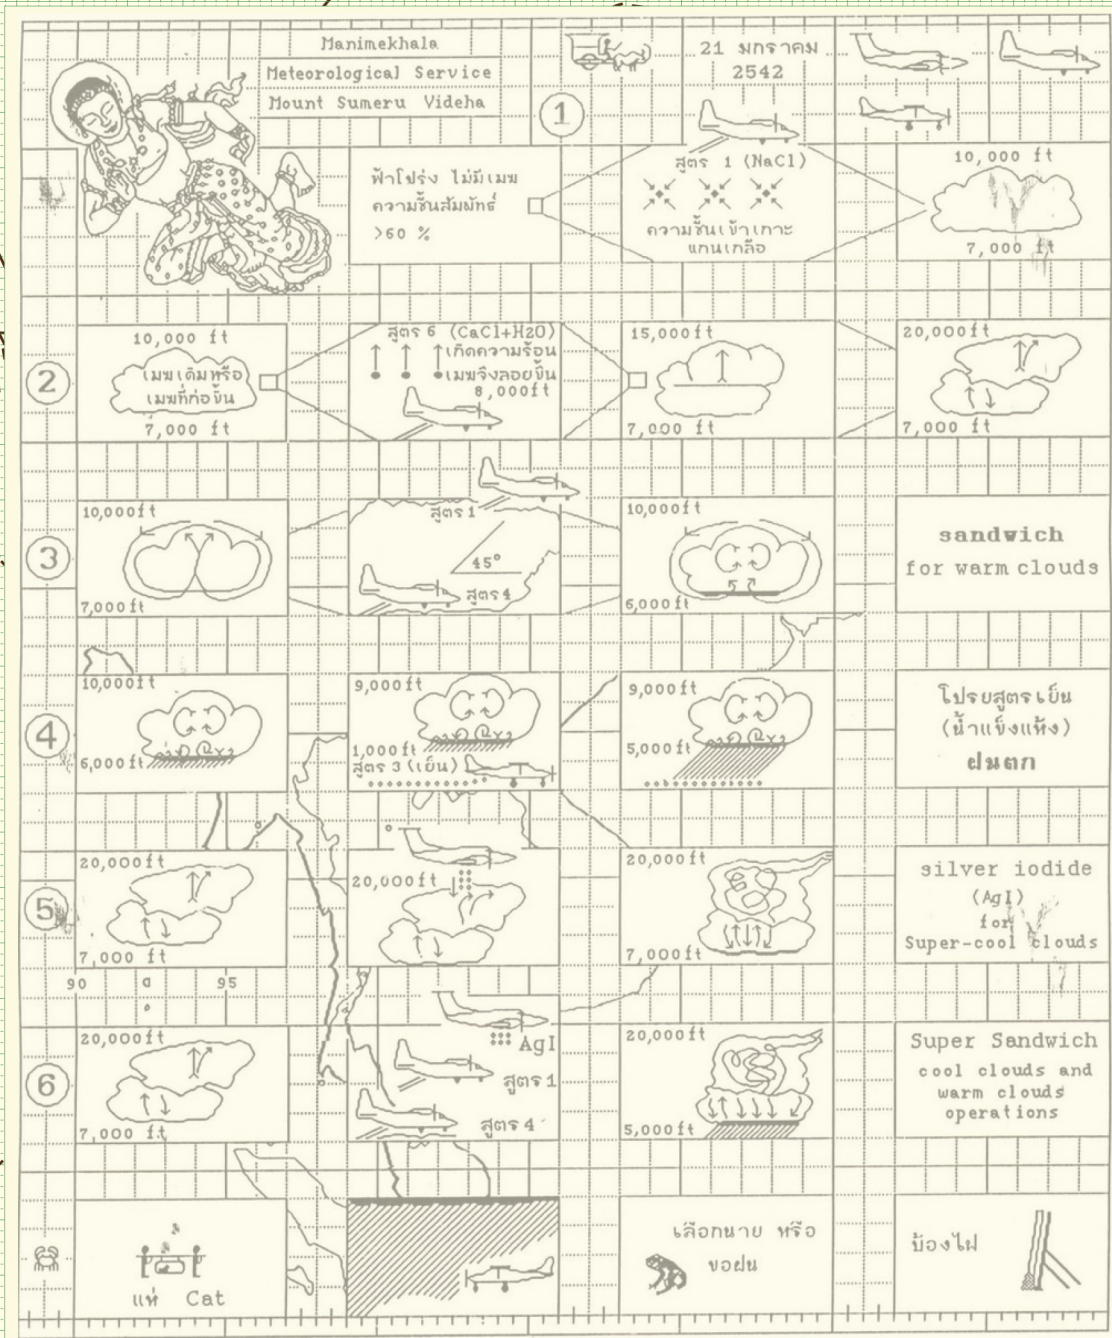 Manimekhala
Meteorological Service
Mount Sumeru Videha
1
21 มกราคม
2542
ฟ้าโปร่ง ไม่มีเมฆ
ความชื้นสัมพัทธ์
>60 %
สูตร 1 (NaCl)
ความชื้นเข้าเกาะ
แกนเกลือ
10,000 ft
7,000 ft
2
10,000 ft
เมฆเดิมหรือ
เมฆที่ก่อขึ้น
7,000 ft
สูตร 6 (CaCl+H2O)
เกิดความร้อน
เมฆจึงลอยขึ้น
8,000ft
15,000ft
7,000 ft
20,000ft
7,000 ft
3
10,000ft
7,000ft
สูตร 1
45°
สูตร 4
10,000ft
6,000ft
sandwich
for warm clouds
4
10,000ft
6,000ft
9,000ft
1,000ft
สูตร 3 (เย็น)
9,000ft
5,000ft
โปรยสูตรเย็น
(น้ำแข็งแห้ง)
ฝนตก
5
20,000ft
7,000 ft
20,000ft
20,000ft
7,000ft
silver iodide
(AgI)
for
Super-cool clouds
90
95
6
20,000ft
7,000 ft
AgI
สูตร 1
สูตร 4
20,000ft
5,000ft
Super Sandwich
cool clouds and
warm clouds
operations
แห่ Cat
เลือกนาย หรือ
ขอฝน
บ้องไฟ